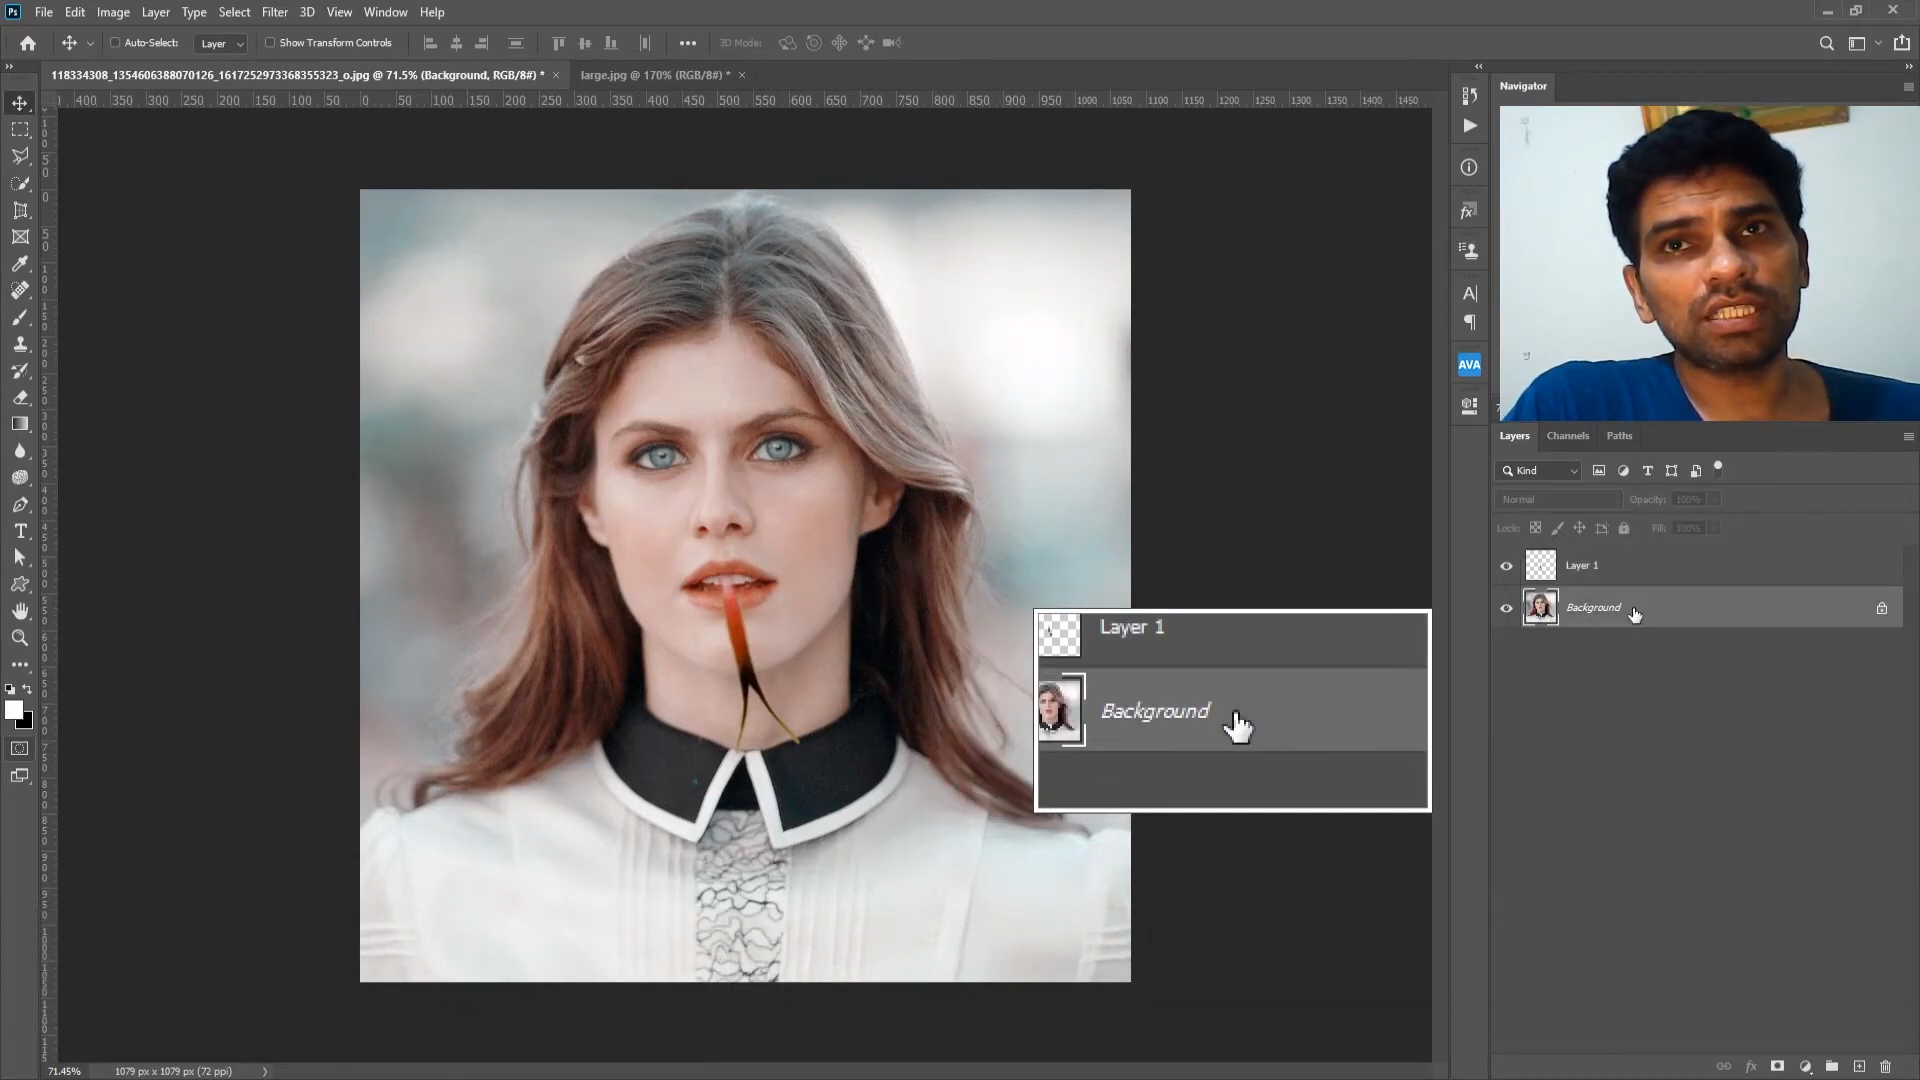 Ps File Edit Image Layer Type Select Filter 3D View Window Help
Auto-Select: Layer Show Transform Controls 3D Mode:
118334308_1354606388070126_1617252973368355323_o.jpg @ 71.5% (Background, RGB/8#) * large.jpg @ 170% (RGB/8#) *
400 350 300 250 200 150 100 50 0 50 100 150 200 250 300 350 400 450 500 550 600 650 700 750 800 850 900 950 1000 1050 1100 1150 1200 1250 1300 1350 1400 1450
Navigator
AVA
Layers Channels Paths
Kind
Normal Opacity: 100%
Lock: Fill: 100%
Layer 1
Background
Layer 1
Background
71.45% 1079 px x 1079 px (72 ppi)